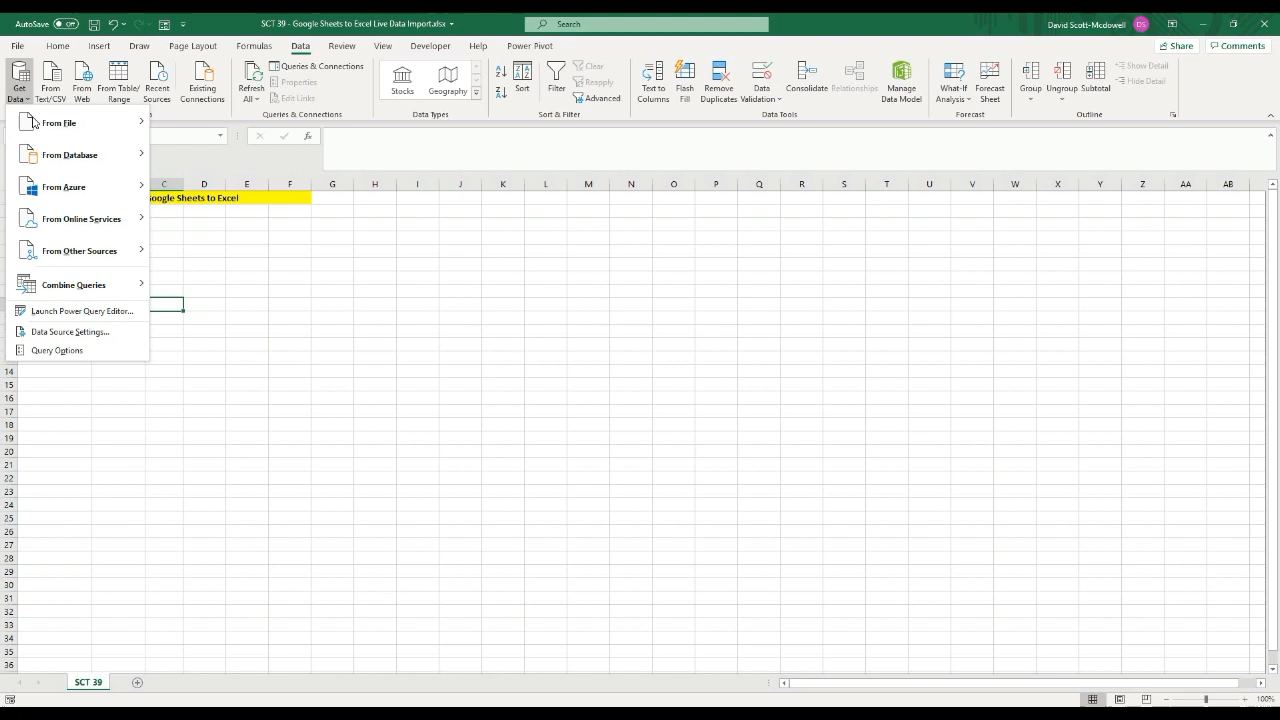 AutoSave Off SCT 39 - Google Sheets to Excel Live Data Import.xlsx Search David Scott-Mcdowell DS
File Home Insert Draw Page Layout Formulas Data Review View Developer Help Power Pivot Share Comments
Get Data From Text/CSV From Web From Table/Range Recent Sources Existing Connections
Refresh All Queries & Connections Properties Edit Links
Stocks Geography
Sort Filter Clear Reapply Advanced
Text to Columns Flash Fill Remove Duplicates Data Validation Consolidate Relationships Manage Data Model
What-If Analysis Forecast Sheet
Group Ungroup Subtotal Show Detail Hide Detail
Queries & Connections Data Types Sort & Filter Data Tools Forecast Outline
From File
From Database
From Azure
From Online Services
From Other Sources
Combine Queries
Launch Power Query Editor...
Data Source Settings...
Query Options
fx
C D E F G H I J K L M N O P Q R S T U V W X Y Z AA AB
Google Sheets to Excel
14
15
16
17
18
19
20
21
22
23
24
25
26
27
28
29
30
31
32
33
34
35
36
SCT 39
100%